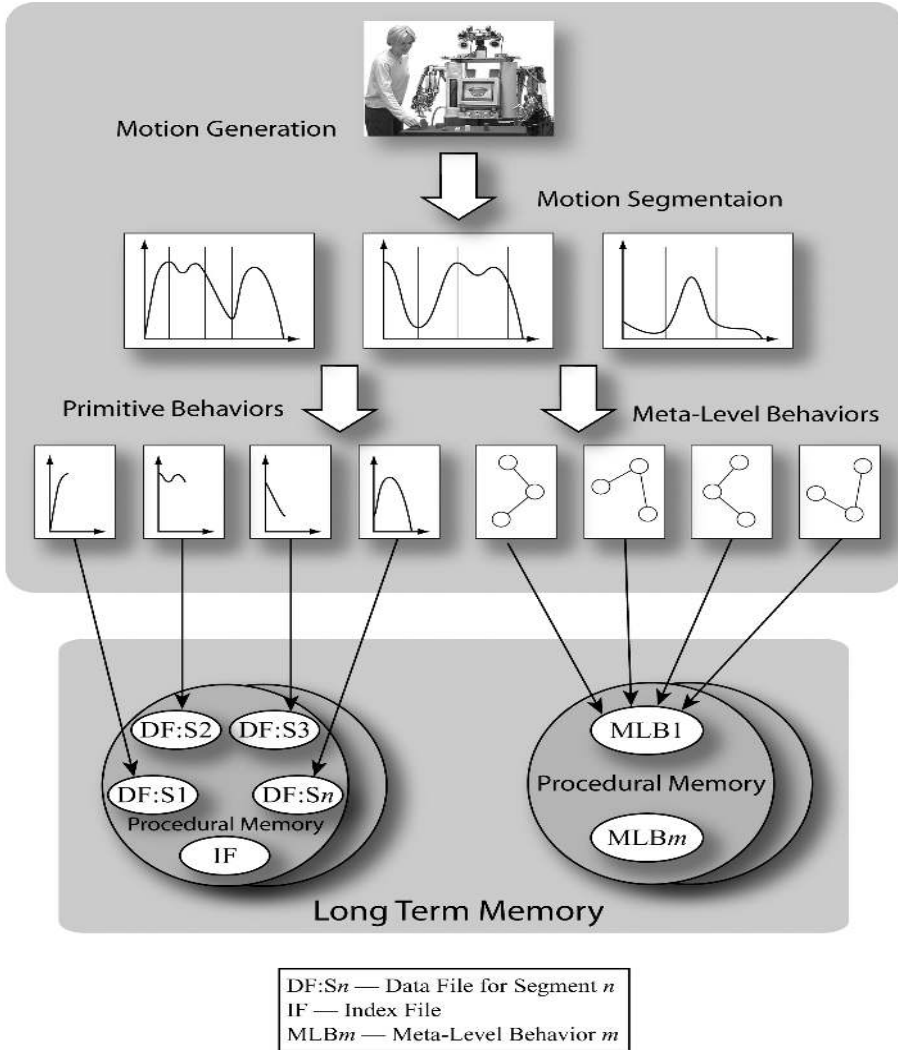 Motion Generation
Motion Segmentaion
Primitive Behaviors
Meta-Level Behaviors
DF:S2
DF:S3
MLB1
DF:S1
DF:Sn
Procedural Memory
Procedural Memory
IF
MLBm
Long Term Memory
DF:Sn — Data File for Segment n
IF — Index File
MLBm — Meta-Level Behavior m